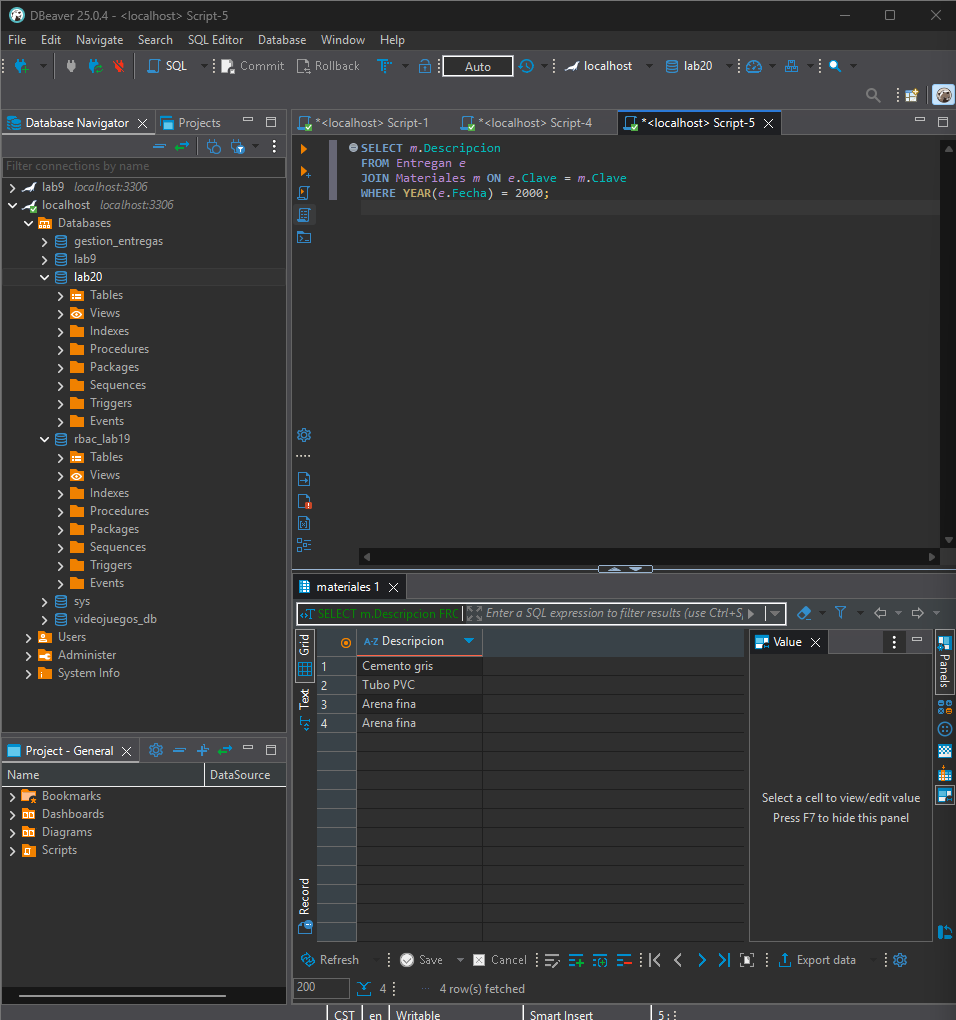 DBeaver 25.0.4 - <localhost> Script-5
File Edit Navigate Search SQL Editor Database Window Help
SQL Commit Rollback Auto localhost lab20
Database Navigator Projects
Filter connections by name
lab9 localhost:3306
localhost localhost:3306
Databases
gestion_entregas
lab9
lab20
Tables
Views
Indexes
Procedures
Packages
Sequences
Triggers
Events
rbac_lab19
Tables
Views
Indexes
Procedures
Packages
Sequences
Triggers
Events
sys
videojuegos_db
Users
Administer
System Info
Project - General
Name DataSource
Bookmarks
Dashboards
Diagrams
Scripts
*<localhost> Script-1 *<localhost> Script-4 *<localhost> Script-5
SELECT m.Descripcion
FROM Entregan e
JOIN Materiales m ON e.Clave = m.Clave
WHERE YEAR(e.Fecha) = 2000;
materiales 1
SELECT m.Descripcion FRO Enter a SQL expression to filter results (use Ctrl+S
Grid
Text
Record
A-Z Descripcion
1 Cemento gris
2 Tubo PVC
3 Arena fina
4 Arena fina
Value
Select a cell to view/edit value
Press F7 to hide this panel
Panels
Refresh Save Cancel Export data
200 4 4 row(s) fetched
CST en Writable Smart Insert 5 :